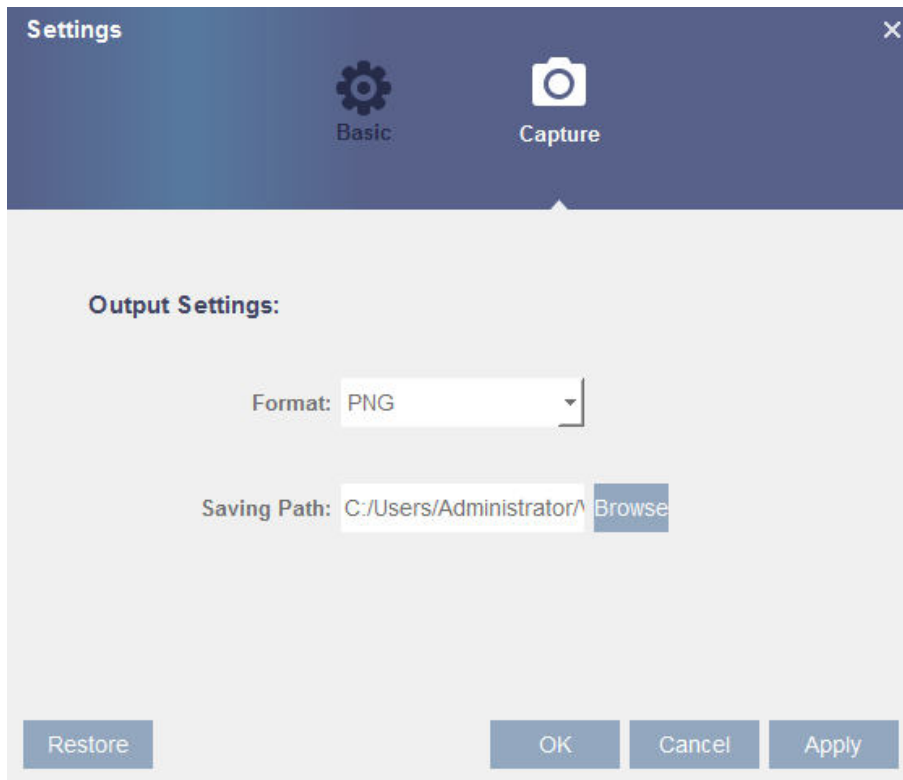 Settings
Basic
Capture
Output Settings:
Format: PNG
Saving Path: C:/Users/Administrator/ Browse
Restore OK Cancel Apply